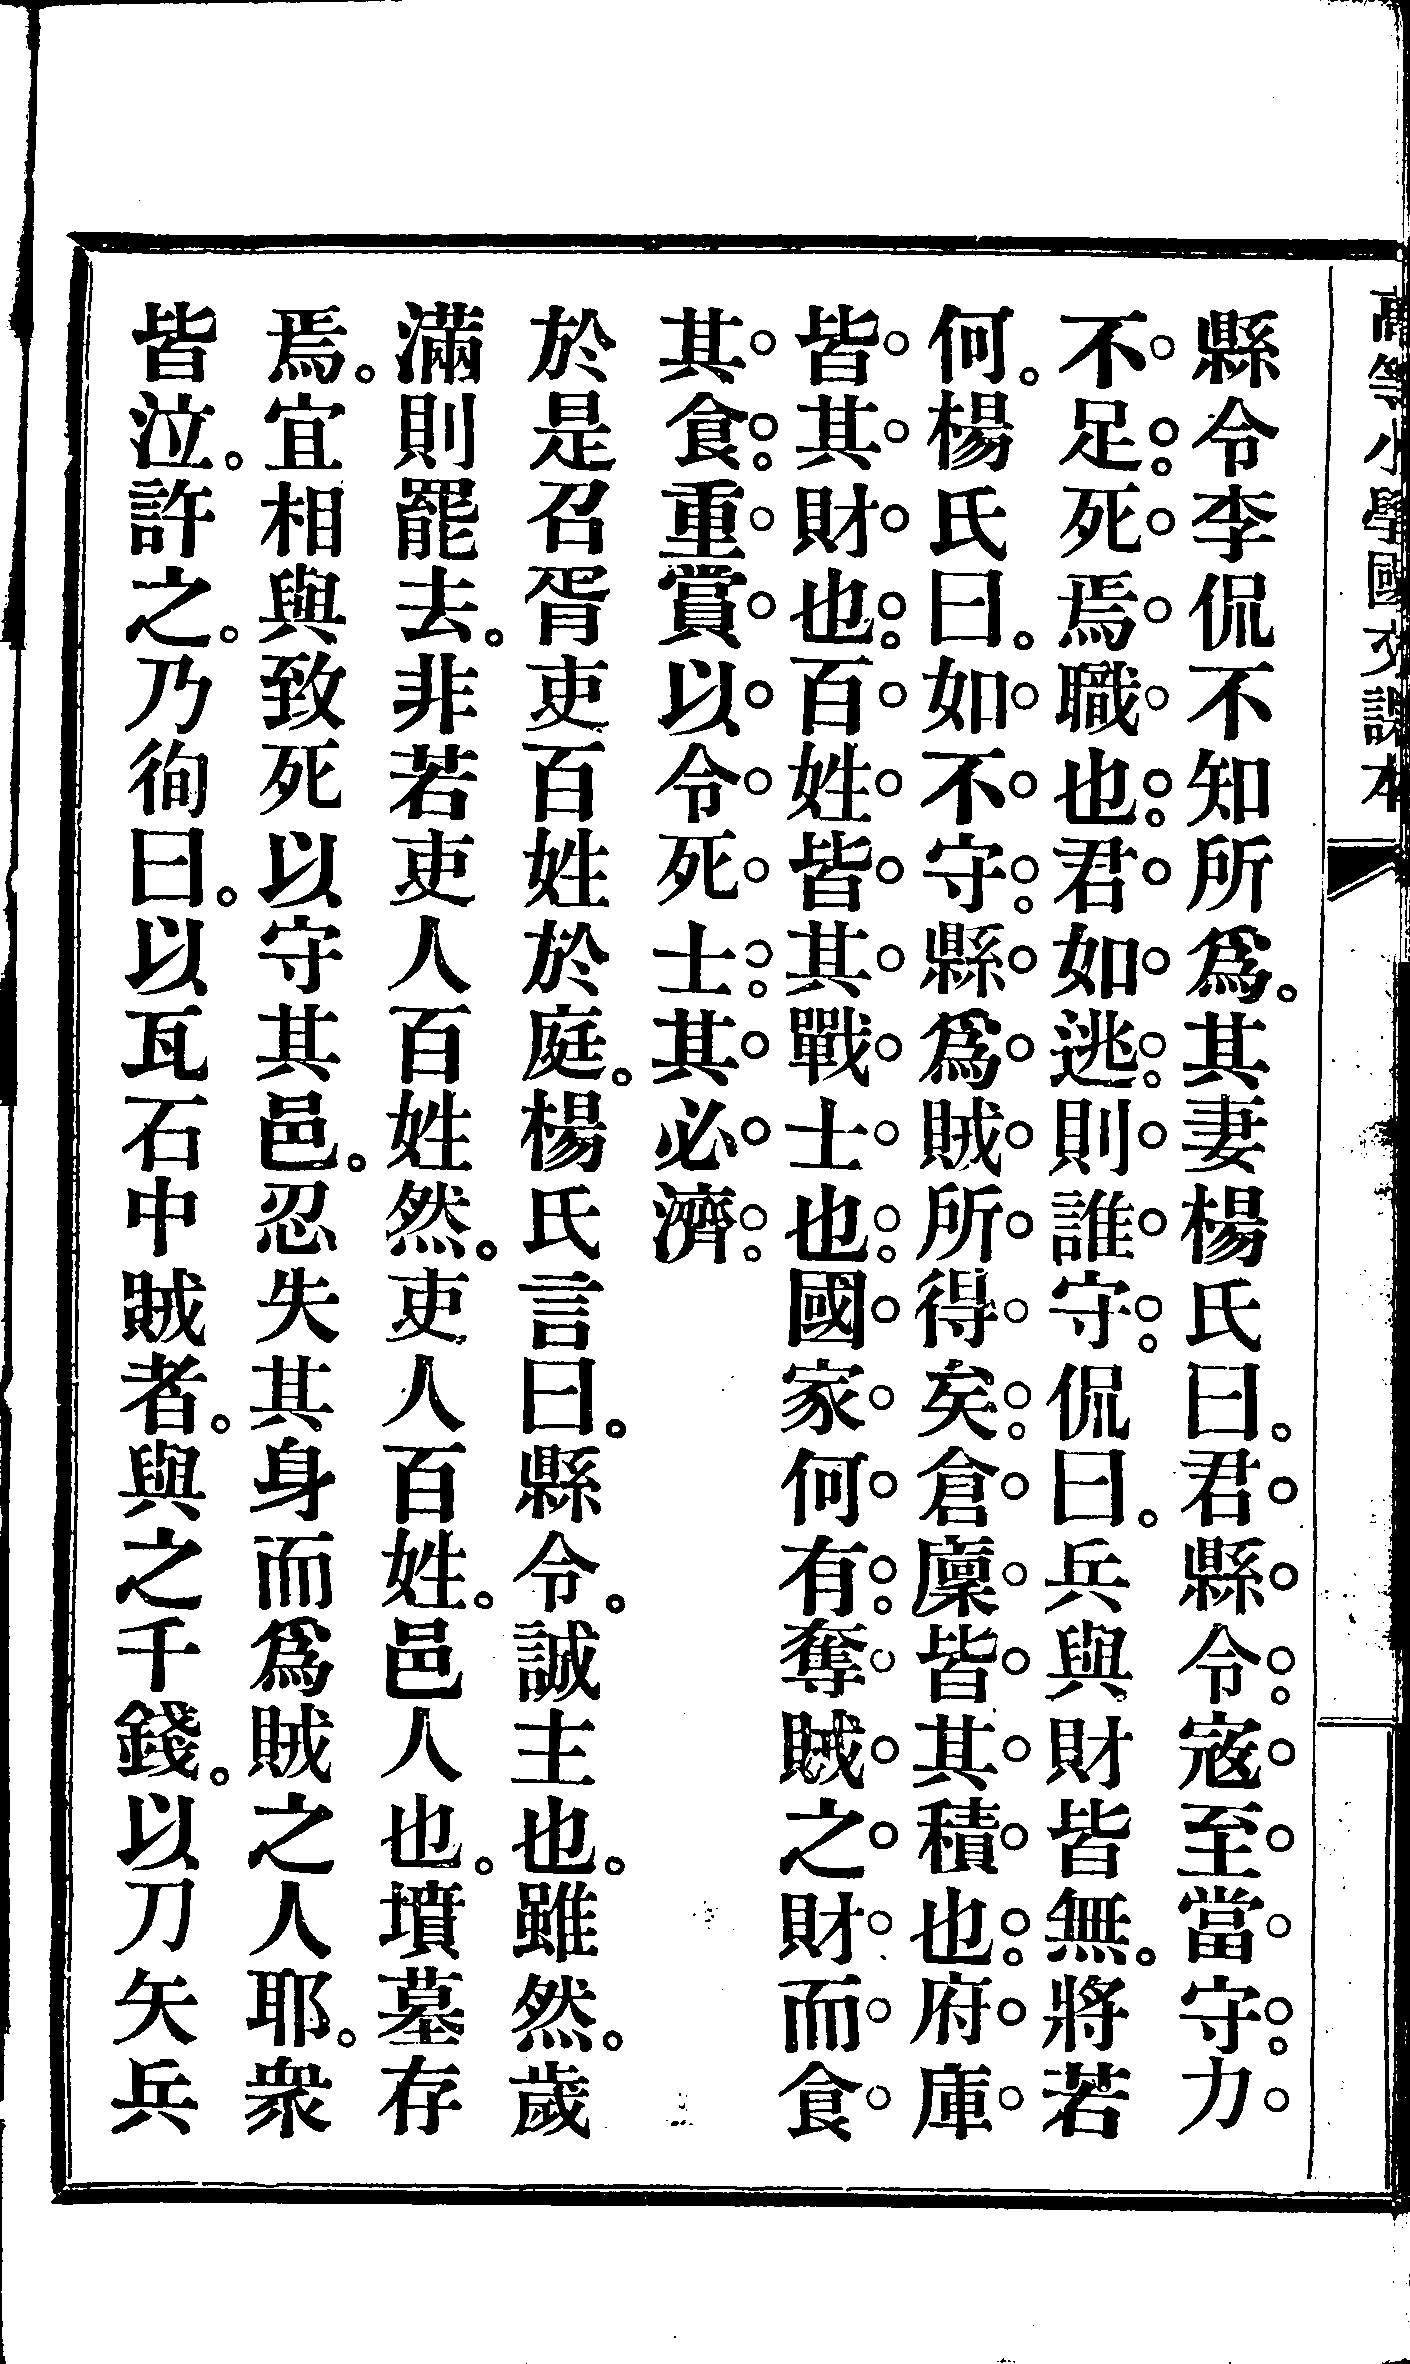 高等小學國文課本
縣令李侃不知所爲。其妻楊氏曰。君縣令。寇至當守。力
不足。死焉職也。君如逃。則誰守。侃曰。兵與財皆無。將若
何。楊氏曰。如不守。縣爲賊所得矣。倉廩皆其積也。府庫
皆其財也。百姓皆其戰士也。國家何有。奪賊之財而食
其食。重賞以令死士。其必濟。
於是召胥吏百姓於庭。楊氏言曰。縣令。誠主也。雖然。歲
滿則罷去。非若吏人百姓然。吏人百姓。邑人也。墳墓存
焉。宜相與致死以守其邑。忍失其身而爲賊之人耶。衆
皆泣。許之。乃徇曰。以瓦石中賊者。與之千錢。以刀矢兵